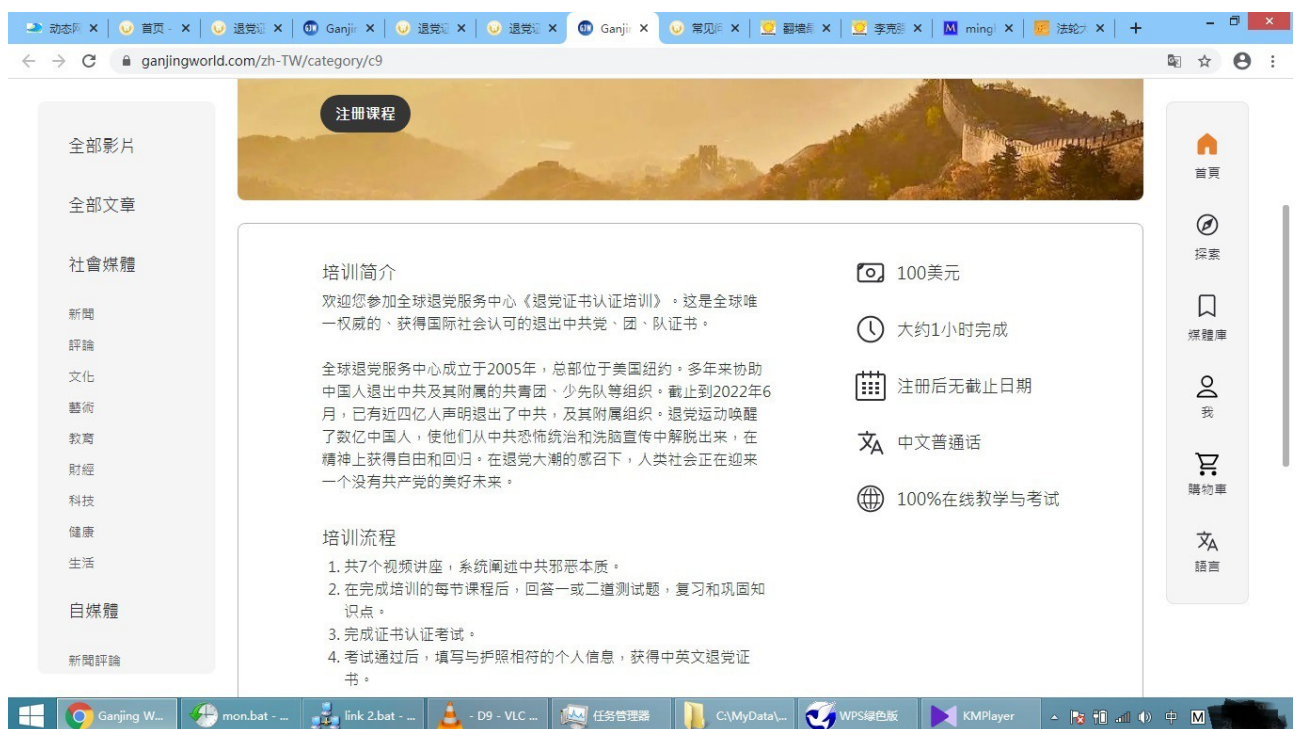 动态网
首页 -
退党证
Ganjin
退党证
退党证
Ganjin
常见问
翻墙最
李克强
ming
法轮大
ganjingworld.com/zh-TW/category/c9
注册课程
全部影片
全部文章
社會媒體
新聞
評論
文化
藝術
教育
財經
科技
健康
生活
自媒體
新聞評論
培训简介
欢迎您参加全球退党服务中心《退党证书认证培训》。这是全球唯
一权威的、获得国际社会认可的退出中共党、团、队证书。
全球退党服务中心成立于2005年，总部位于美国纽约。多年来协助
中国人退出中共及其附属的共青团、少先队等组织。截止到2022年6
月，已有近四亿人声明退出了中共，及其附属组织。退党运动唤醒
了数亿中国人，使他们从中共恐怖统治和洗脑宣传中解脱出来，在
精神上获得自由和回归。在退党大潮的感召下，人类社会正在迎来
一个没有共产党的美好未来。
培训流程
1. 共7个视频讲座，系统阐述中共邪恶本质。
2. 在完成培训的每节课程后，回答一或二道测试题，复习和巩固知
识点。
3. 完成证书认证考试。
4. 考试通过后，填写与护照相符的个人信息，获得中英文退党证
书。
100美元
大约1小时完成
注册后无截止日期
中文普通话
100%在线教学与考试
首頁
探索
媒體庫
我
購物車
語言
Ganjing W...
mon.bat - ...
link 2.bat - ...
- D9 - VLC ...
任务管理器
C:\MyData\...
WPS绿色版
KMPlayer
中
M